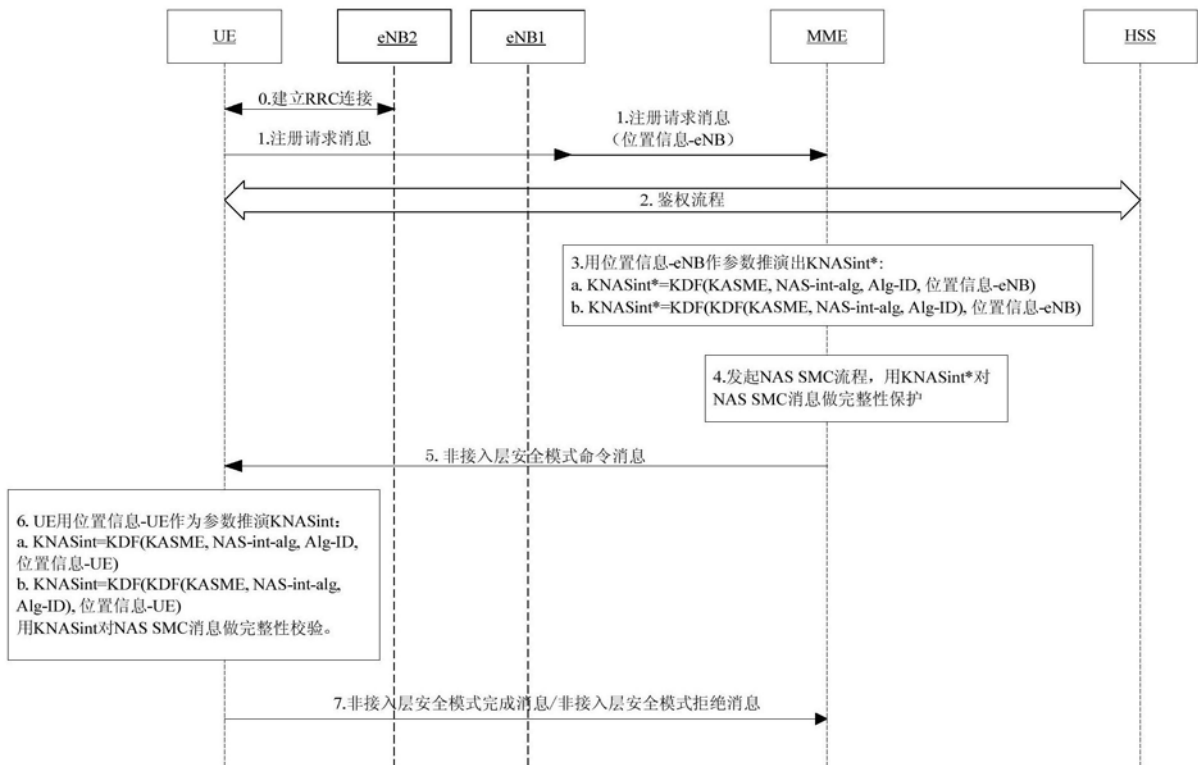 UE
eNB2
eNB1
MME
HSS
0.建立RRC连接
1.注册请求消息
1.注册请求消息
（位置信息-eNB）
2. 鉴权流程
3.用位置信息-eNB作参数推演出KNASint*:
a. KNASint*=KDF(KASME, NAS-int-alg, Alg-ID, 位置信息-eNB)
b. KNASint*=KDF(KDF(KASME, NAS-int-alg, Alg-ID), 位置信息-eNB)
4.发起NAS SMC流程，用KNASint*对
NAS SMC消息做完整性保护
5. 非接入层安全模式命令消息
6. UE用位置信息-UE作为参数推演KNASint：
a. KNASint=KDF(KASME, NAS-int-alg, Alg-ID,
位置信息-UE)
b. KNASint=KDF(KDF(KASME, NAS-int-alg,
Alg-ID), 位置信息-UE)
用KNASint对NAS SMC消息做完整性校验。
7.非接入层安全模式完成消息/非接入层安全模式拒绝消息